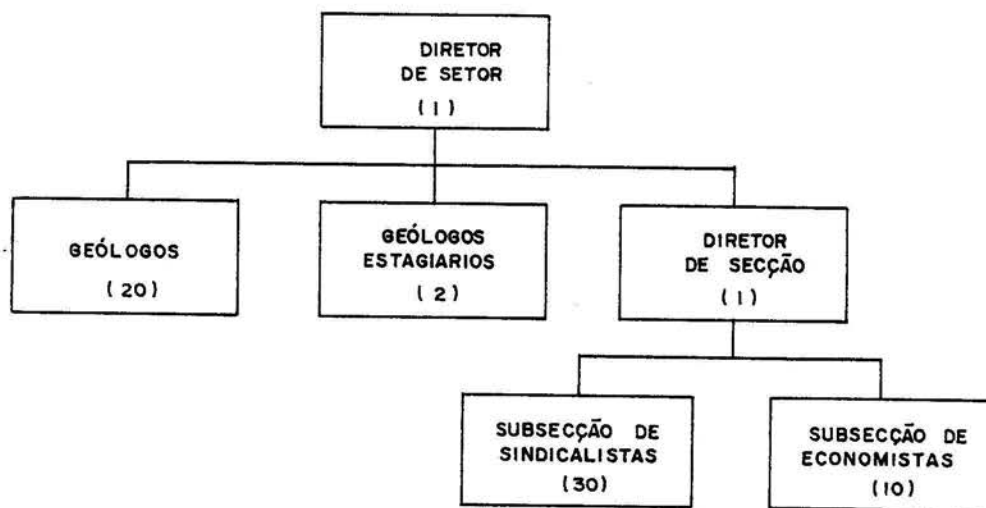 DIRETOR
DE SETOR
(1)
GEÓLOGOS
(20)
GEÓLOGOS
ESTAGIARIOS
(2)
DIRETOR
DE SECÇÃO
(1)
SUBSECÇÃO DE
SINDICALISTAS
(30)
SUBSECÇÃO DE
ECONOMISTAS
(10)